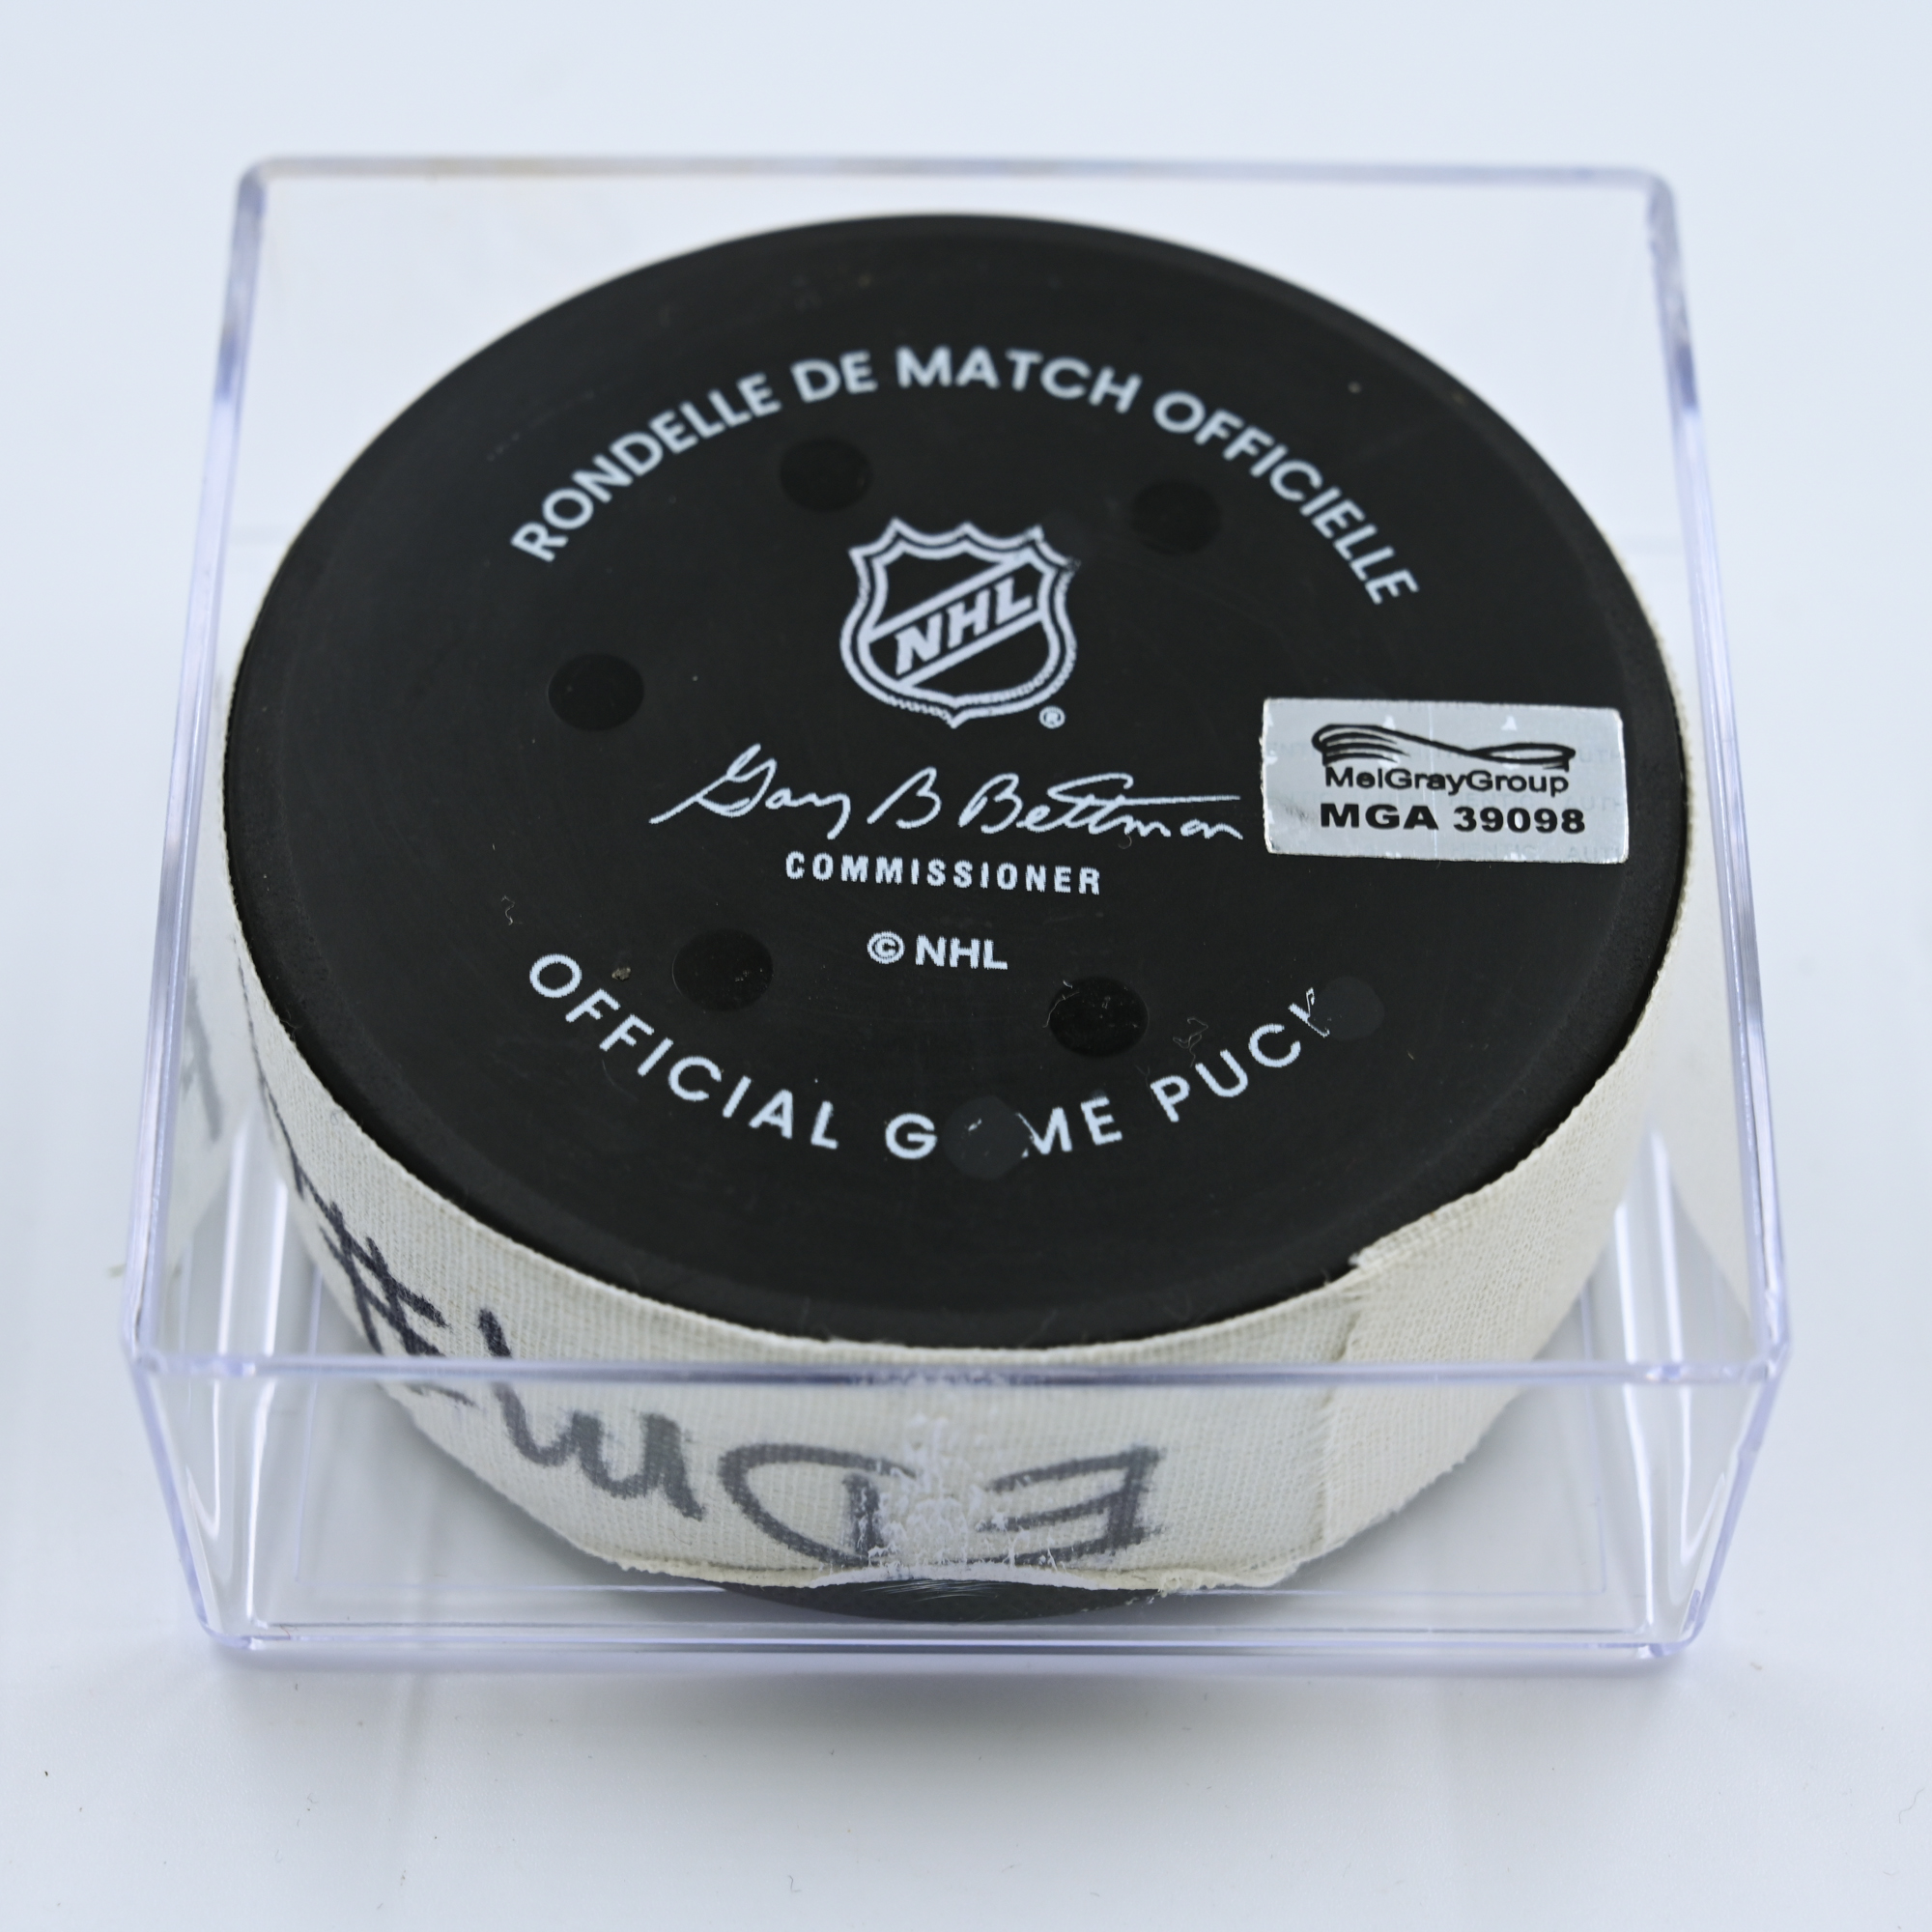 RONDELLE DE MATCH OFFICIELLE
NHL
®
Gary B Bettman
COMMISSIONER
© NHL
OFFICIAL GAME PUCK
MelGrayGroup
MGA 39098
EDM